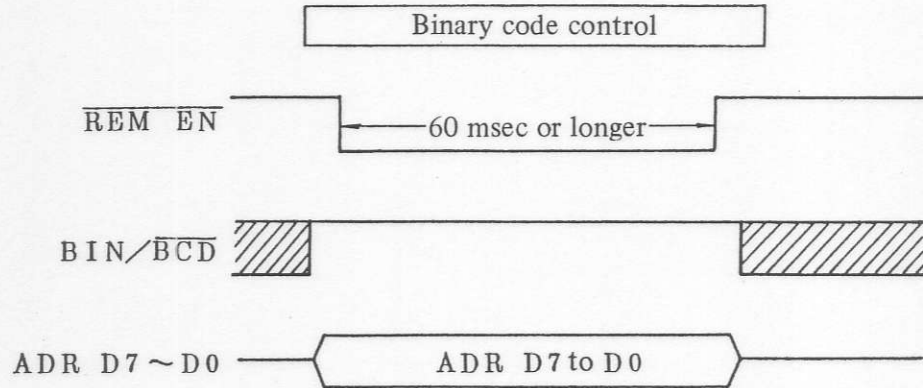 Binary code control
REM EN
60 msec or longer
BIN/BCD
ADR D7~D0
ADR D7 to D0